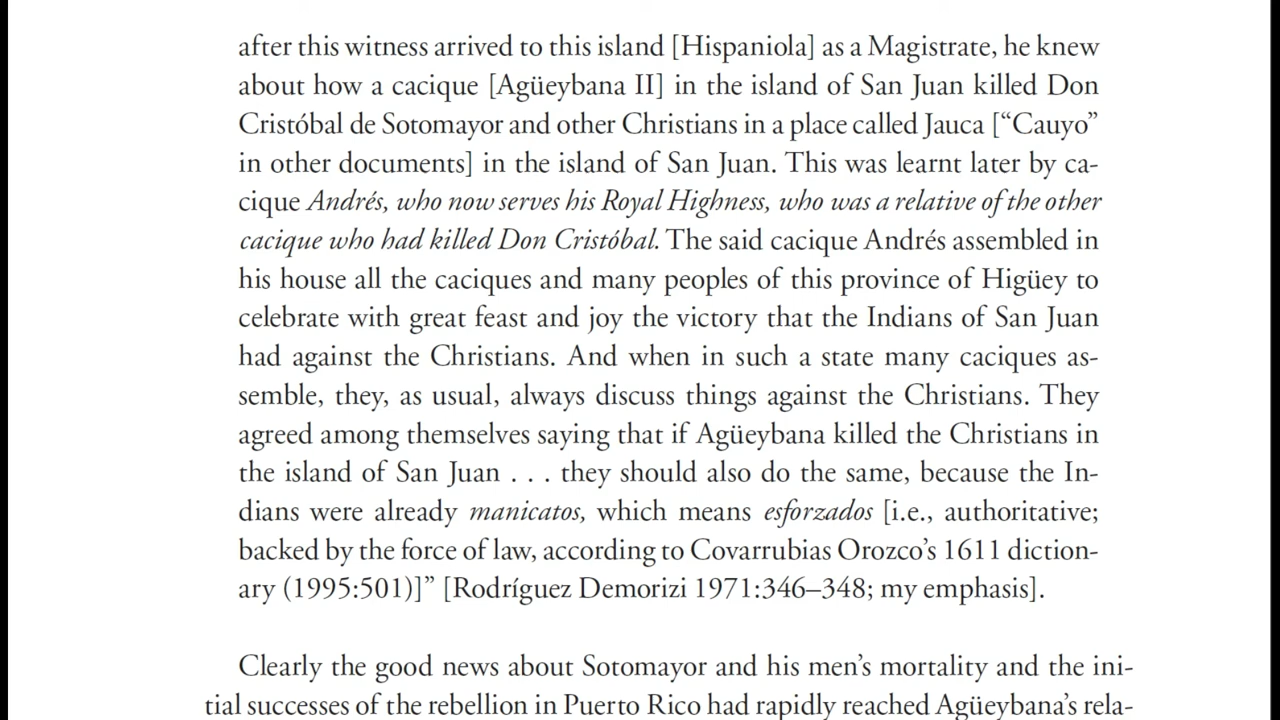 after this witness arrived to this island [Hispaniola] as a Magistrate, he knew
about how a cacique [Agüeybana II] in the island of San Juan killed Don
Cristóbal de Sotomayor and other Christians in a place called Jauca [“Cauyo”
in other documents] in the island of San Juan. This was learnt later by ca-
cique Andrés, who now serves his Royal Highness, who was a relative of the other
cacique who had killed Don Cristóbal. The said cacique Andrés assembled in
his house all the caciques and many peoples of this province of Higüey to
celebrate with great feast and joy the victory that the Indians of San Juan
had against the Christians. And when in such a state many caciques as-
semble, they, as usual, always discuss things against the Christians. They
agreed among themselves saying that if Agüeybana killed the Christians in
the island of San Juan . . . they should also do the same, because the In-
dians were already manicatos, which means esforzados [i.e., authoritative;
backed by the force of law, according to Covarrubias Orozco’s 1611 diction-
ary (1995:501)]” [Rodríguez Demorizi 1971:346–348; my emphasis].
Clearly the good news about Sotomayor and his men’s mortality and the ini-
tial successes of the rebellion in Puerto Rico had rapidly reached Agüeybana’s rela-